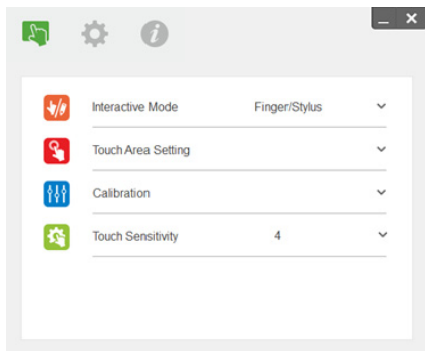 Interactive Mode Finger/Stylus
Touch Area Setting
Calibration
Touch Sensitivity 4